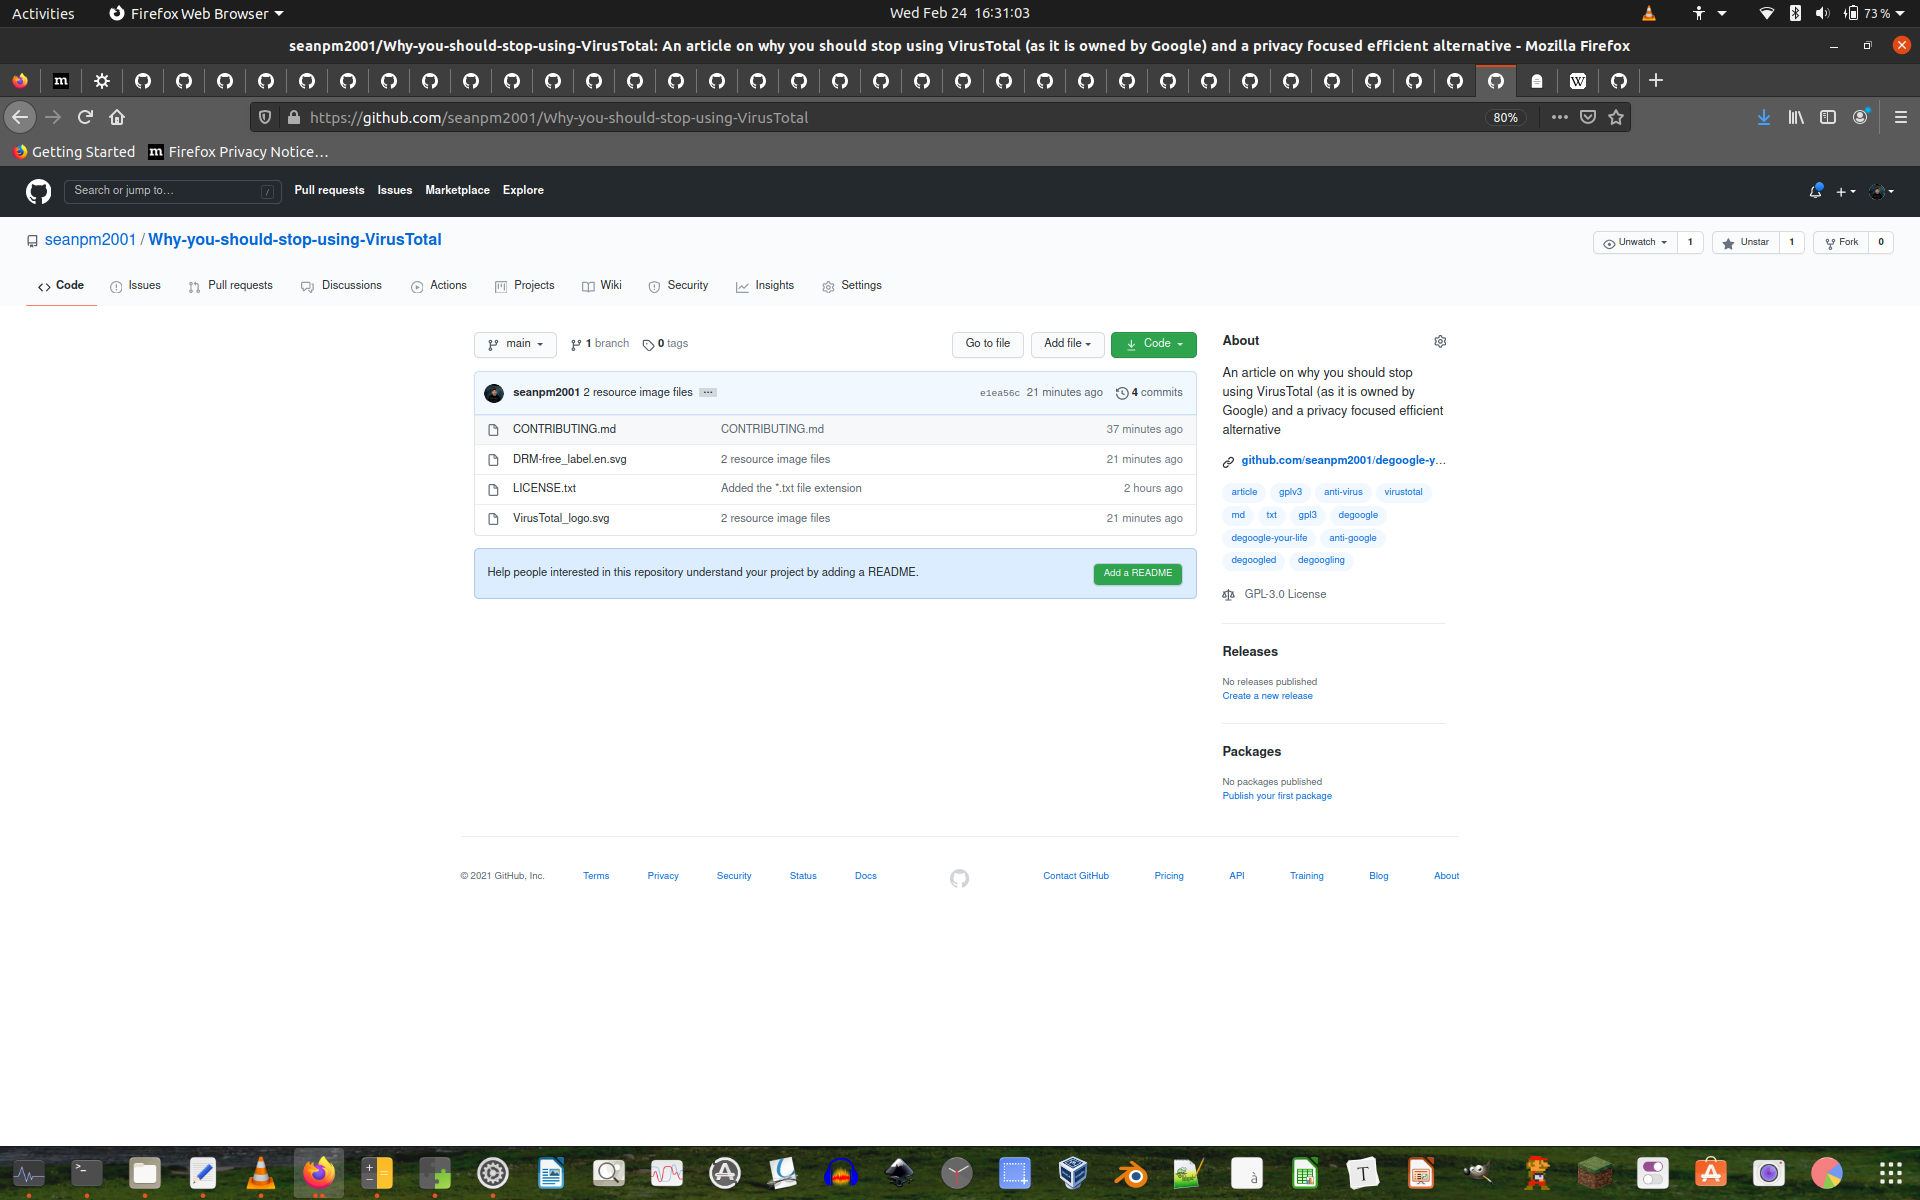 Activities Firefox Web Browser Wed Feb 24 16:31:03 73 %
seanpm2001/Why-you-should-stop-using-VirusTotal: An article on why you should stop using VirusTotal (as it is owned by Google) and a privacy focused efficient alternative - Mozilla Firefox
https://github.com/seanpm2001/Why-you-should-stop-using-VirusTotal 80%
Getting Started Firefox Privacy Notice…
Search or jump to… / Pull requests Issues Marketplace Explore
seanpm2001 / Why-you-should-stop-using-VirusTotal Unwatch 1 Unstar 1 Fork 0
Code Issues Pull requests Discussions Actions Projects Wiki Security Insights Settings
main 1 branch 0 tags Go to file Add file Code
seanpm2001 2 resource image files e1ea56c 21 minutes ago 4 commits
CONTRIBUTING.md CONTRIBUTING.md 37 minutes ago
DRM-free_label.en.svg 2 resource image files 21 minutes ago
LICENSE.txt Added the *.txt file extension 2 hours ago
VirusTotal_logo.svg 2 resource image files 21 minutes ago
Help people interested in this repository understand your project by adding a README. Add a README
About
An article on why you should stop
using VirusTotal (as it is owned by
Google) and a privacy focused efficient
alternative
github.com/seanpm2001/degoogle-y…
article gplv3 anti-virus virustotal
md txt gpl3 degoogle
degoogle-your-life anti-google
degoogled degoogling
GPL-3.0 License
Releases
No releases published
Create a new release
Packages
No packages published
Publish your first package
© 2021 GitHub, Inc. Terms Privacy Security Status Docs Contact GitHub Pricing API Training Blog About